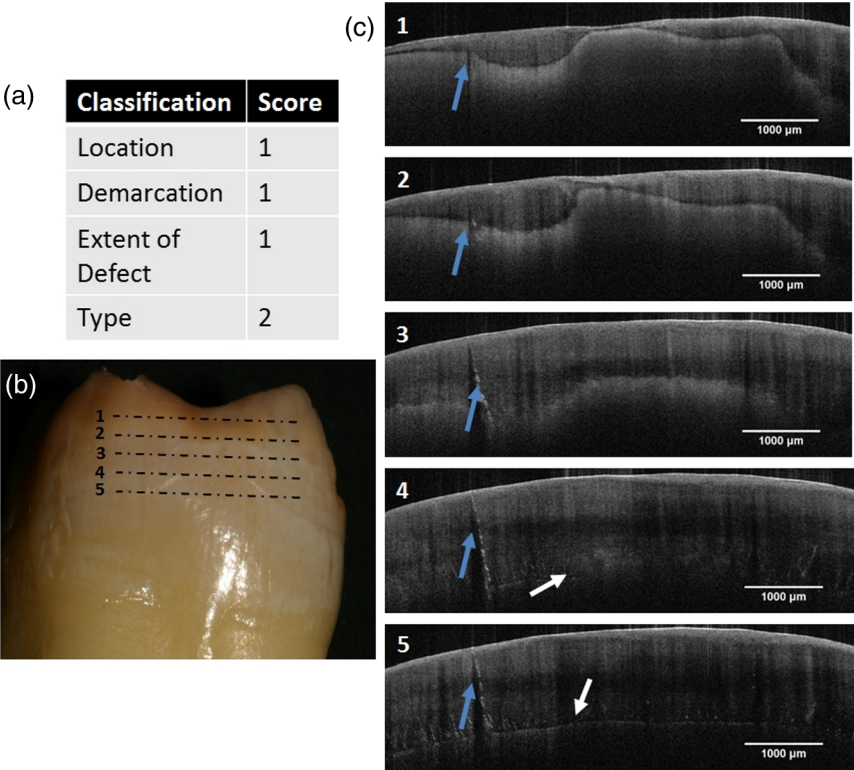 (a)
Classification Score
Location 1
Demarcation 1
Extent of 1
Defect
Type 2
(b)
1
2
3
4
5
(c)
1
1000 µm
2
1000 µm
3
1000 µm
4
1000 µm
5
1000 µm